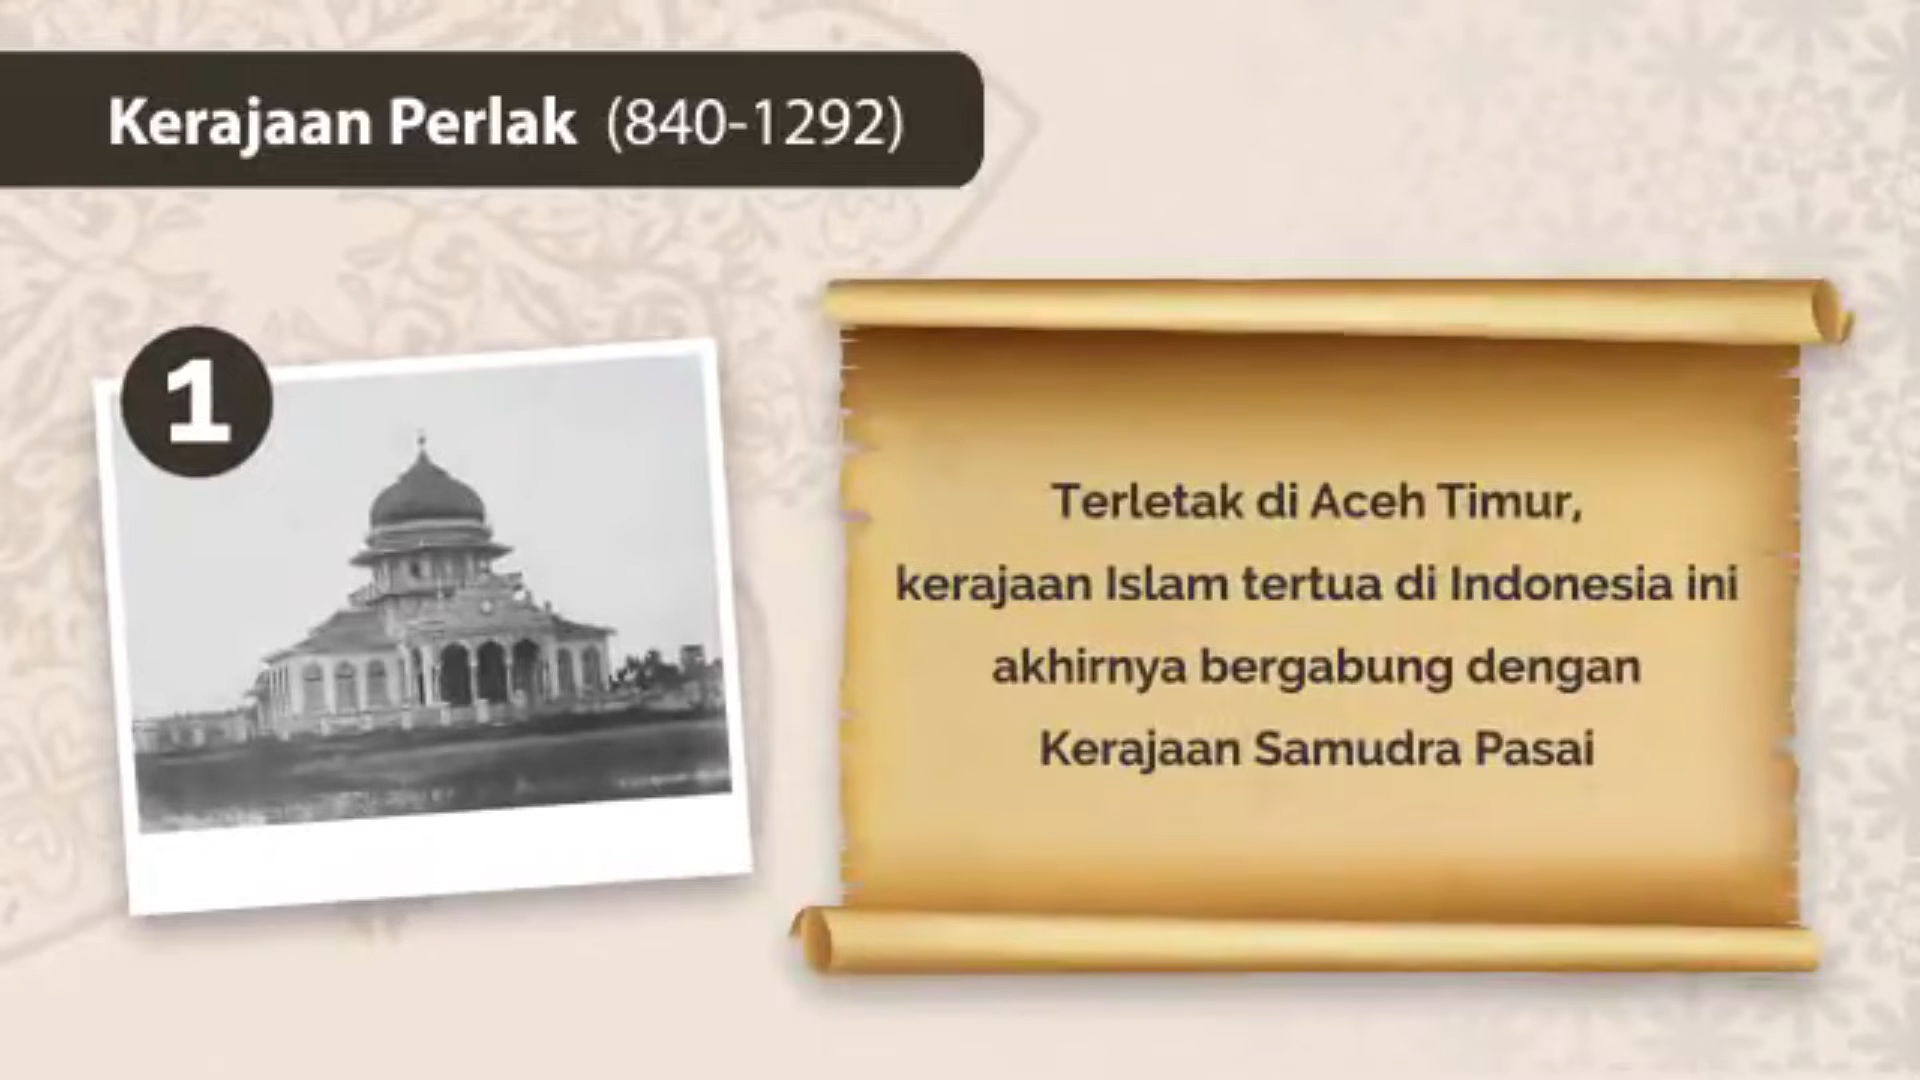 Kerajaan Perlak (840-1292)
1
Terletak di Aceh Timur,
kerajaan Islam tertua di Indonesia ini
akhirnya bergabung dengan
Kerajaan Samudra Pasai